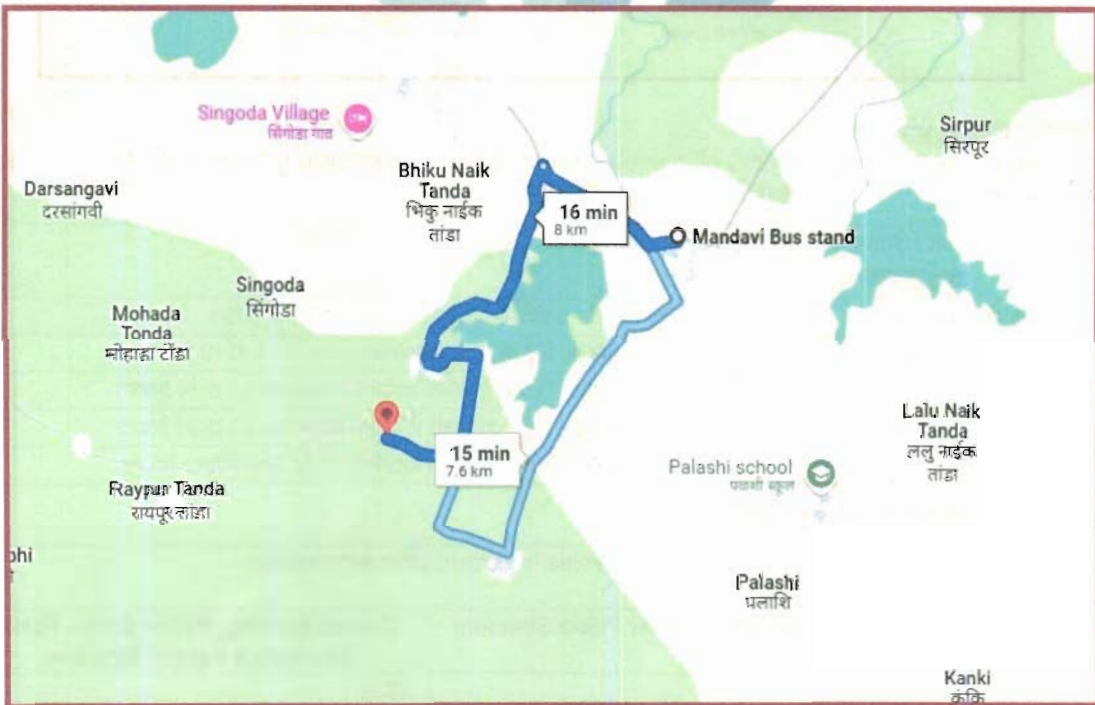 Singoda Village
सिंगोडा गाव
Sirpur
सिरपूर
Bhiku Naik
Tanda
भिकु नाईक
तांडा
Darsangavi
दरसांगवी
16 min
8 km
Mandavi Bus stand
Singoda
सिंगोडा
Mohada
Tonda
मोहाडा टोंडा
Lalu Naik
Tanda
ललु नाईक
तांडा
15 min
7.6 km
Palashi school
पळशी स्कूल
Raypur Tanda
रायपूर तांडा
phi
Palashi
पलाशि
Kanki
कंकि